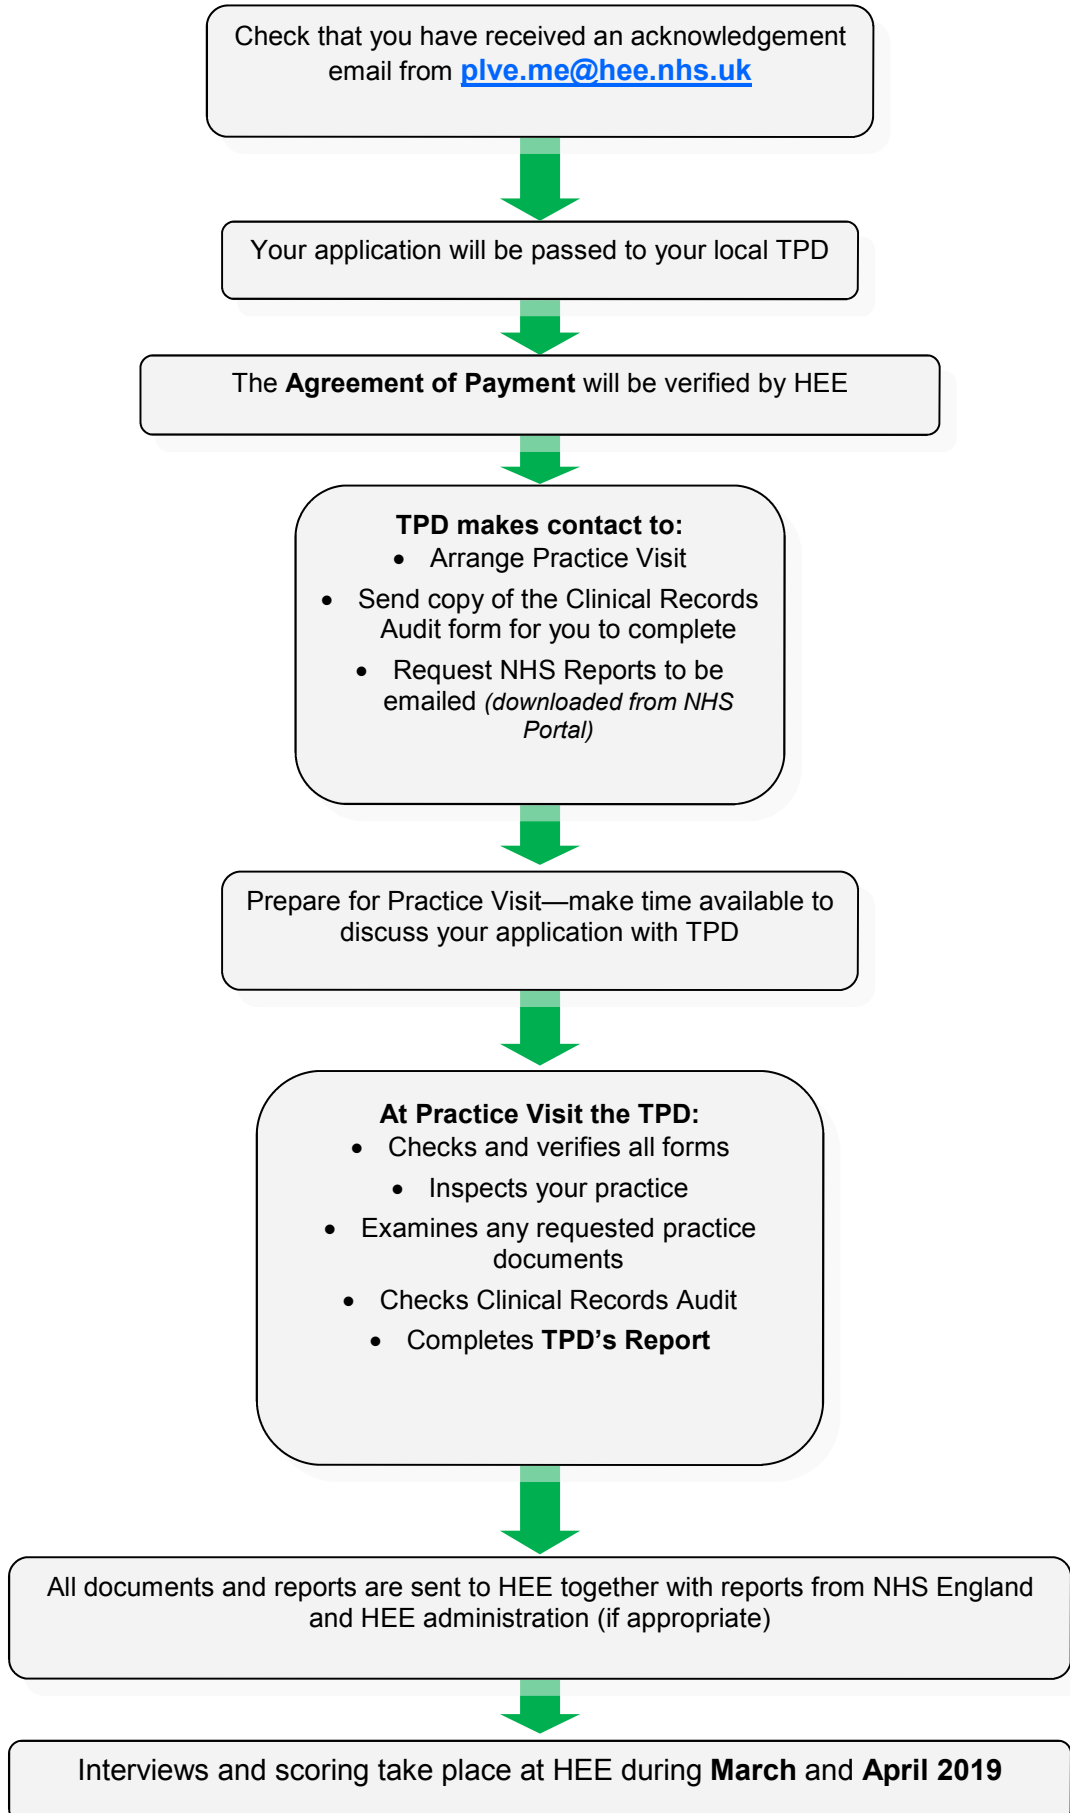 Check that you have received an acknowledgement
email from plve.me@hee.nhs.uk
Your application will be passed to your local TPD
The Agreement of Payment will be verified by HEE
TPD makes contact to:
• Arrange Practice Visit
• Send copy of the Clinical Records
Audit form for you to complete
• Request NHS Reports to be
emailed (downloaded from NHS
Portal)
Prepare for Practice Visit—make time available to
discuss your application with TPD
At Practice Visit the TPD:
• Checks and verifies all forms
• Inspects your practice
• Examines any requested practice
documents
• Checks Clinical Records Audit
• Completes TPD’s Report
All documents and reports are sent to HEE together with reports from NHS England
and HEE administration (if appropriate)
Interviews and scoring take place at HEE during March and April 2019